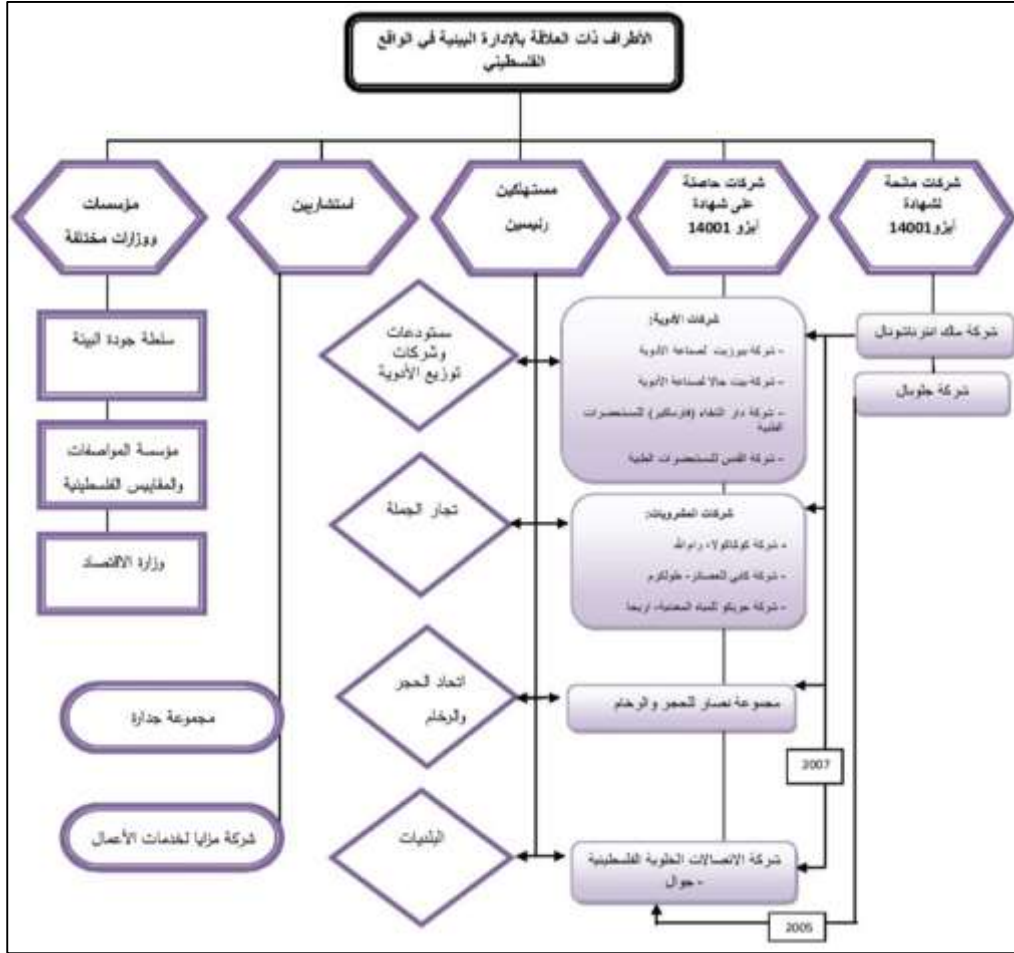 الأطراف ذات العلاقة بالإدارة البيئية في الواقع
الفلسطيني
شركات مانحة
لشهادة
أيزو 14001
شركات حاصلة
على شهادة
أيزو 14001
مستهلكين
رئيسين
استشاريين
مؤسسات
ووزارات مختلفة
شركة ماك انترناشونال
شركة جلوبال
شركات الأدوية:
- شركة بيرزيت لصناعة الأدوية
- شركة بيت جالا لصناعة الأدوية
- شركة دار الشفاء (فارماكير) للمستحضرات
الطبية
- شركة القدس للمستحضرات الطبية
شركات المشروبات:
- شركة كوكاكولا- رام الله
- شركة كابي للعصائر- طولكرم
- شركة جريكو للمياه المعدنية- اريحا
مجموعة نصار للحجر والرخام
شركة الاتصالات الخلوية الفلسطينية
- جوال
2007
2005
مستودعات
وشركات
توزيع الأدوية
تجار الجملة
اتحاد الحجر
والرخام
البلديات
مجموعة جدارة
شركة مزايا لخدمات الأعمال
سلطة جودة البيئة
مؤسسة المواصفات
والمقاييس الفلسطينية
وزارة الاقتصاد